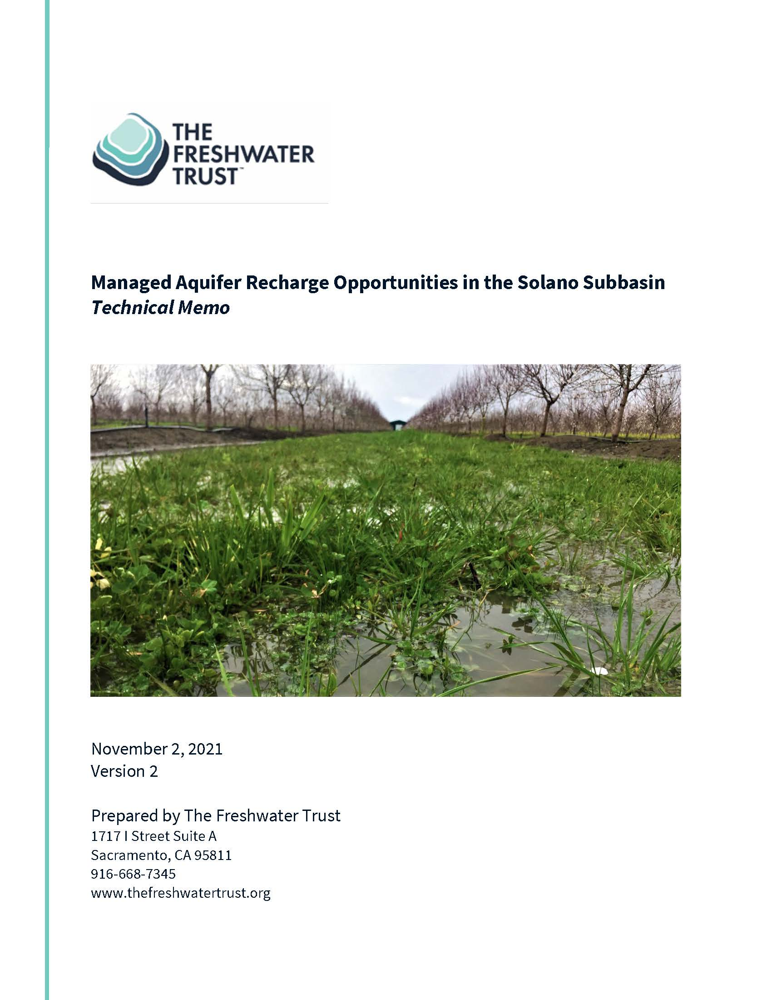 THE
FRESHWATER
TRUST™
Managed Aquifer Recharge Opportunities in the Solano Subbasin
Technical Memo
November 2, 2021
Version 2
Prepared by The Freshwater Trust
1717 I Street Suite A
Sacramento, CA 95811
916-668-7345
www.thefreshwatertrust.org